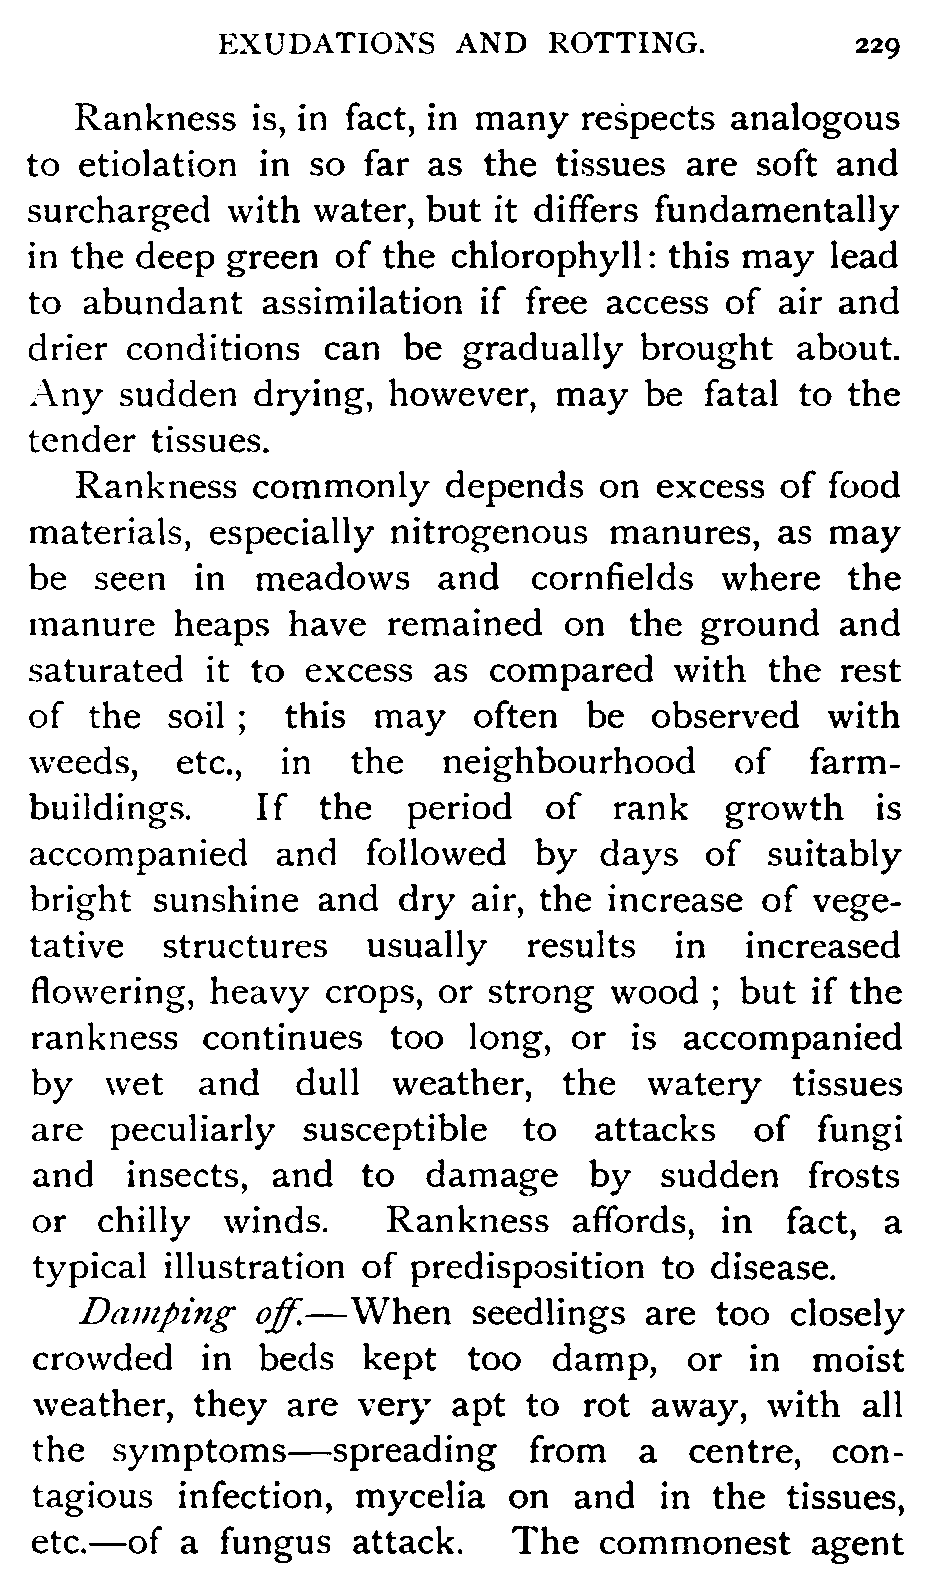 EXUDATIONS AND ROTTING. 229
Rankness is, in fact, in many respects analogous
to etiolation in so far as the tissues are soft and
surcharged with water, but it differs fundamentally
in the deep green of the chlorophyll: this may lead
to abundant assimilation if free access of air and
drier conditions can be gradually brought about.
Any sudden drying, however, may be fatal to the
tender tissues.
Rankness commonly depends on excess of food
materials, especially nitrogenous manures, as may
be seen in meadows and cornfields where the
manure heaps have remained on the ground and
saturated it to excess as compared with the rest
of the soil ; this may often be observed with
weeds, etc., in the neighbourhood of farm-
buildings. If the period of rank growth is
accompanied and followed by days of suitably
bright sunshine and dry air, the increase of vege-
tative structures usually results in increased
flowering, heavy crops, or strong wood ; but if the
rankness continues too long, or is accompanied
by wet and dull weather, the watery tissues
are peculiarly susceptible to attacks of fungi
and insects, and to damage by sudden frosts
or chilly winds. Rankness affords, in fact, a
typical illustration of predisposition to disease.
Damping off.—When seedlings are too closely
crowded in beds kept too damp, or in moist
weather, they are very apt to rot away, with all
the symptoms—spreading from a centre, con-
tagious infection, mycelia on and in the tissues,
etc.—of a fungus attack. The commonest agent